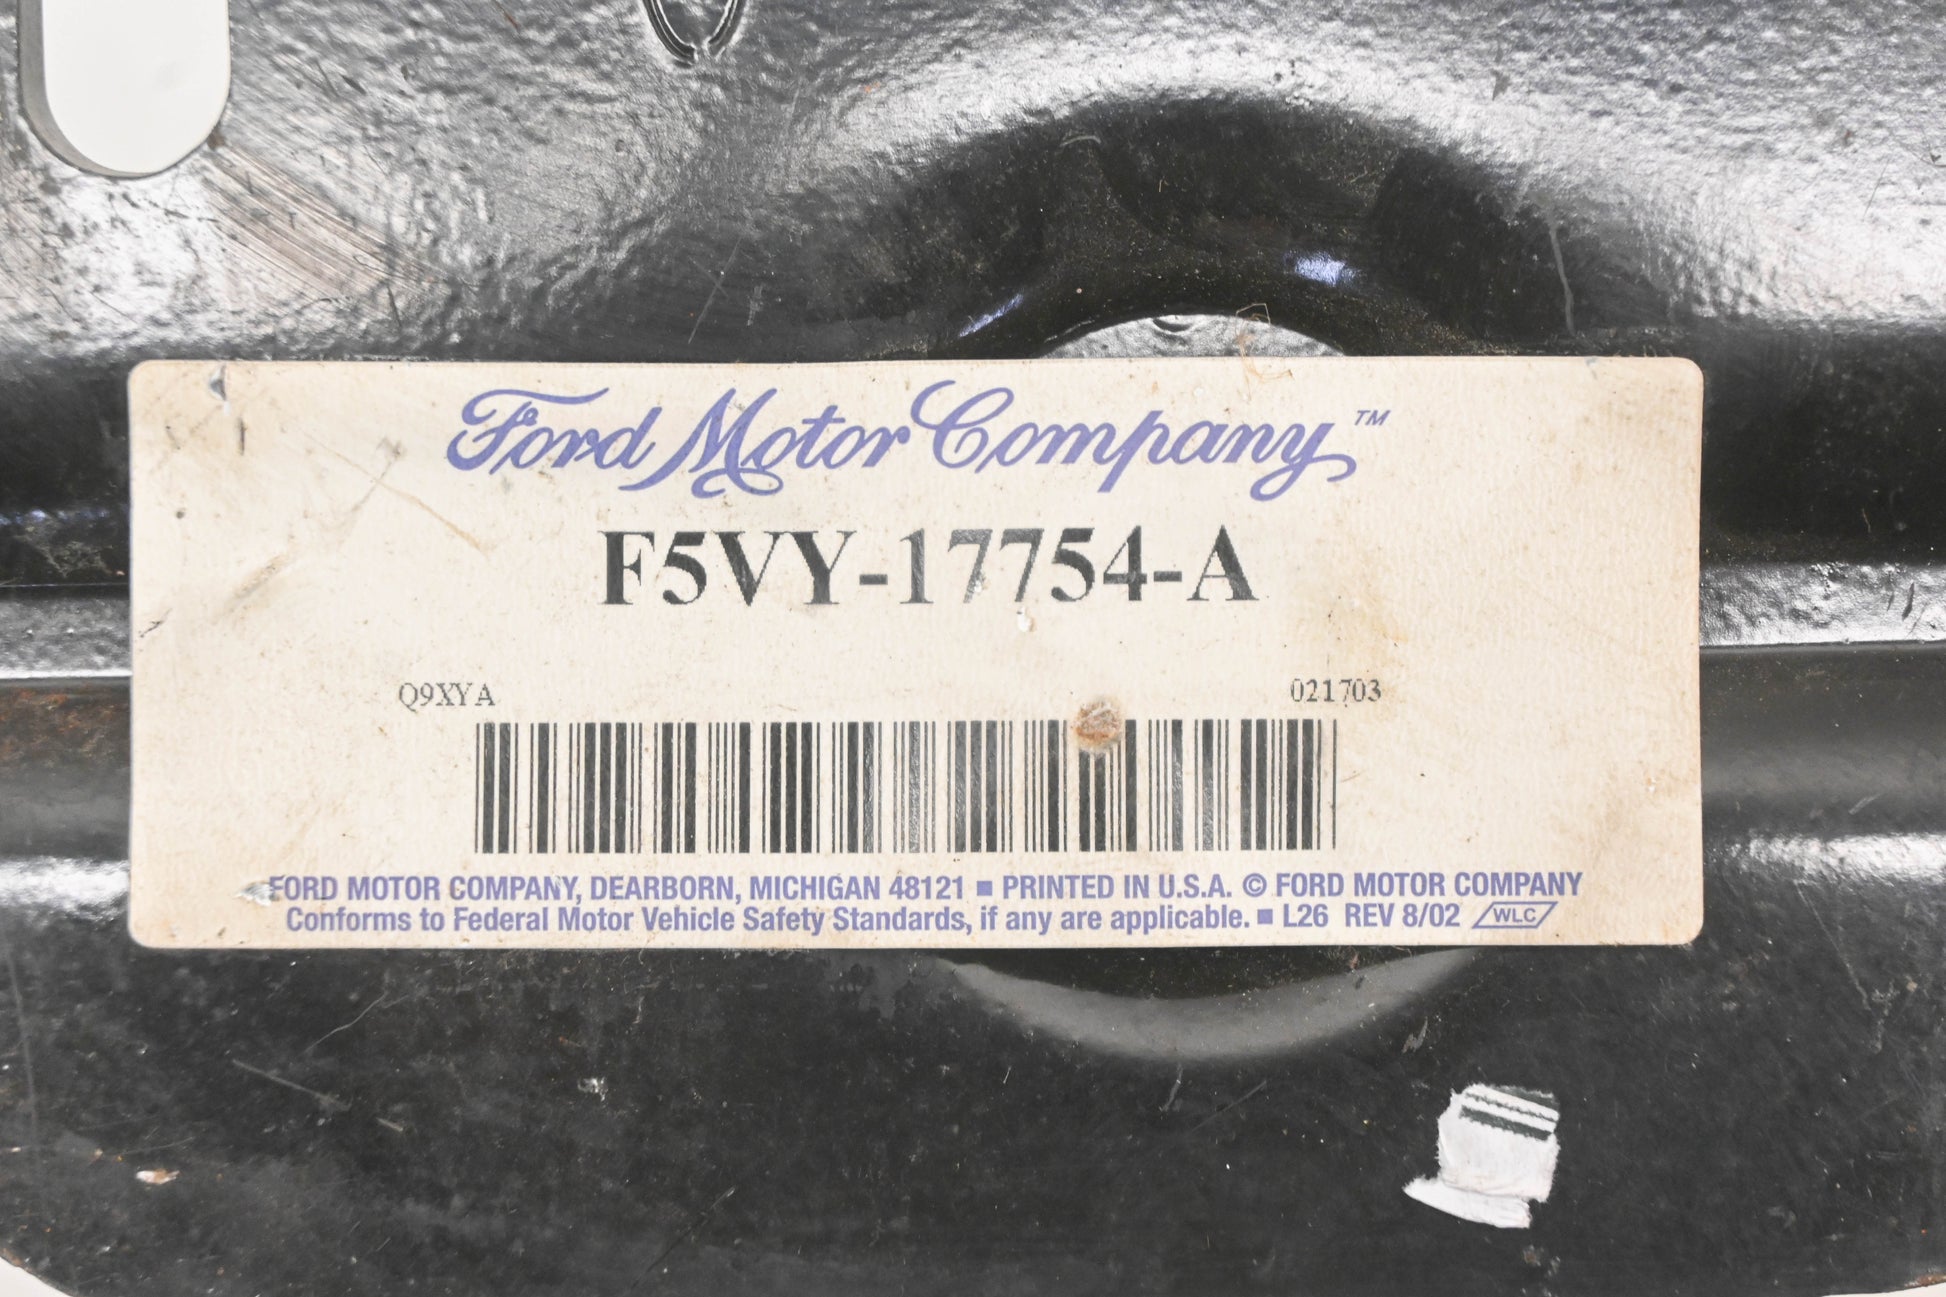 Ford Motor Company™
F5VY-17754-A
Q9XYA
021703
FORD MOTOR COMPANY, DEARBORN, MICHIGAN 48121 ■ PRINTED IN U.S.A. © FORD MOTOR COMPANY
Conforms to Federal Motor Vehicle Safety Standards, if any are applicable. ■ L26 REV 8/02 WLC